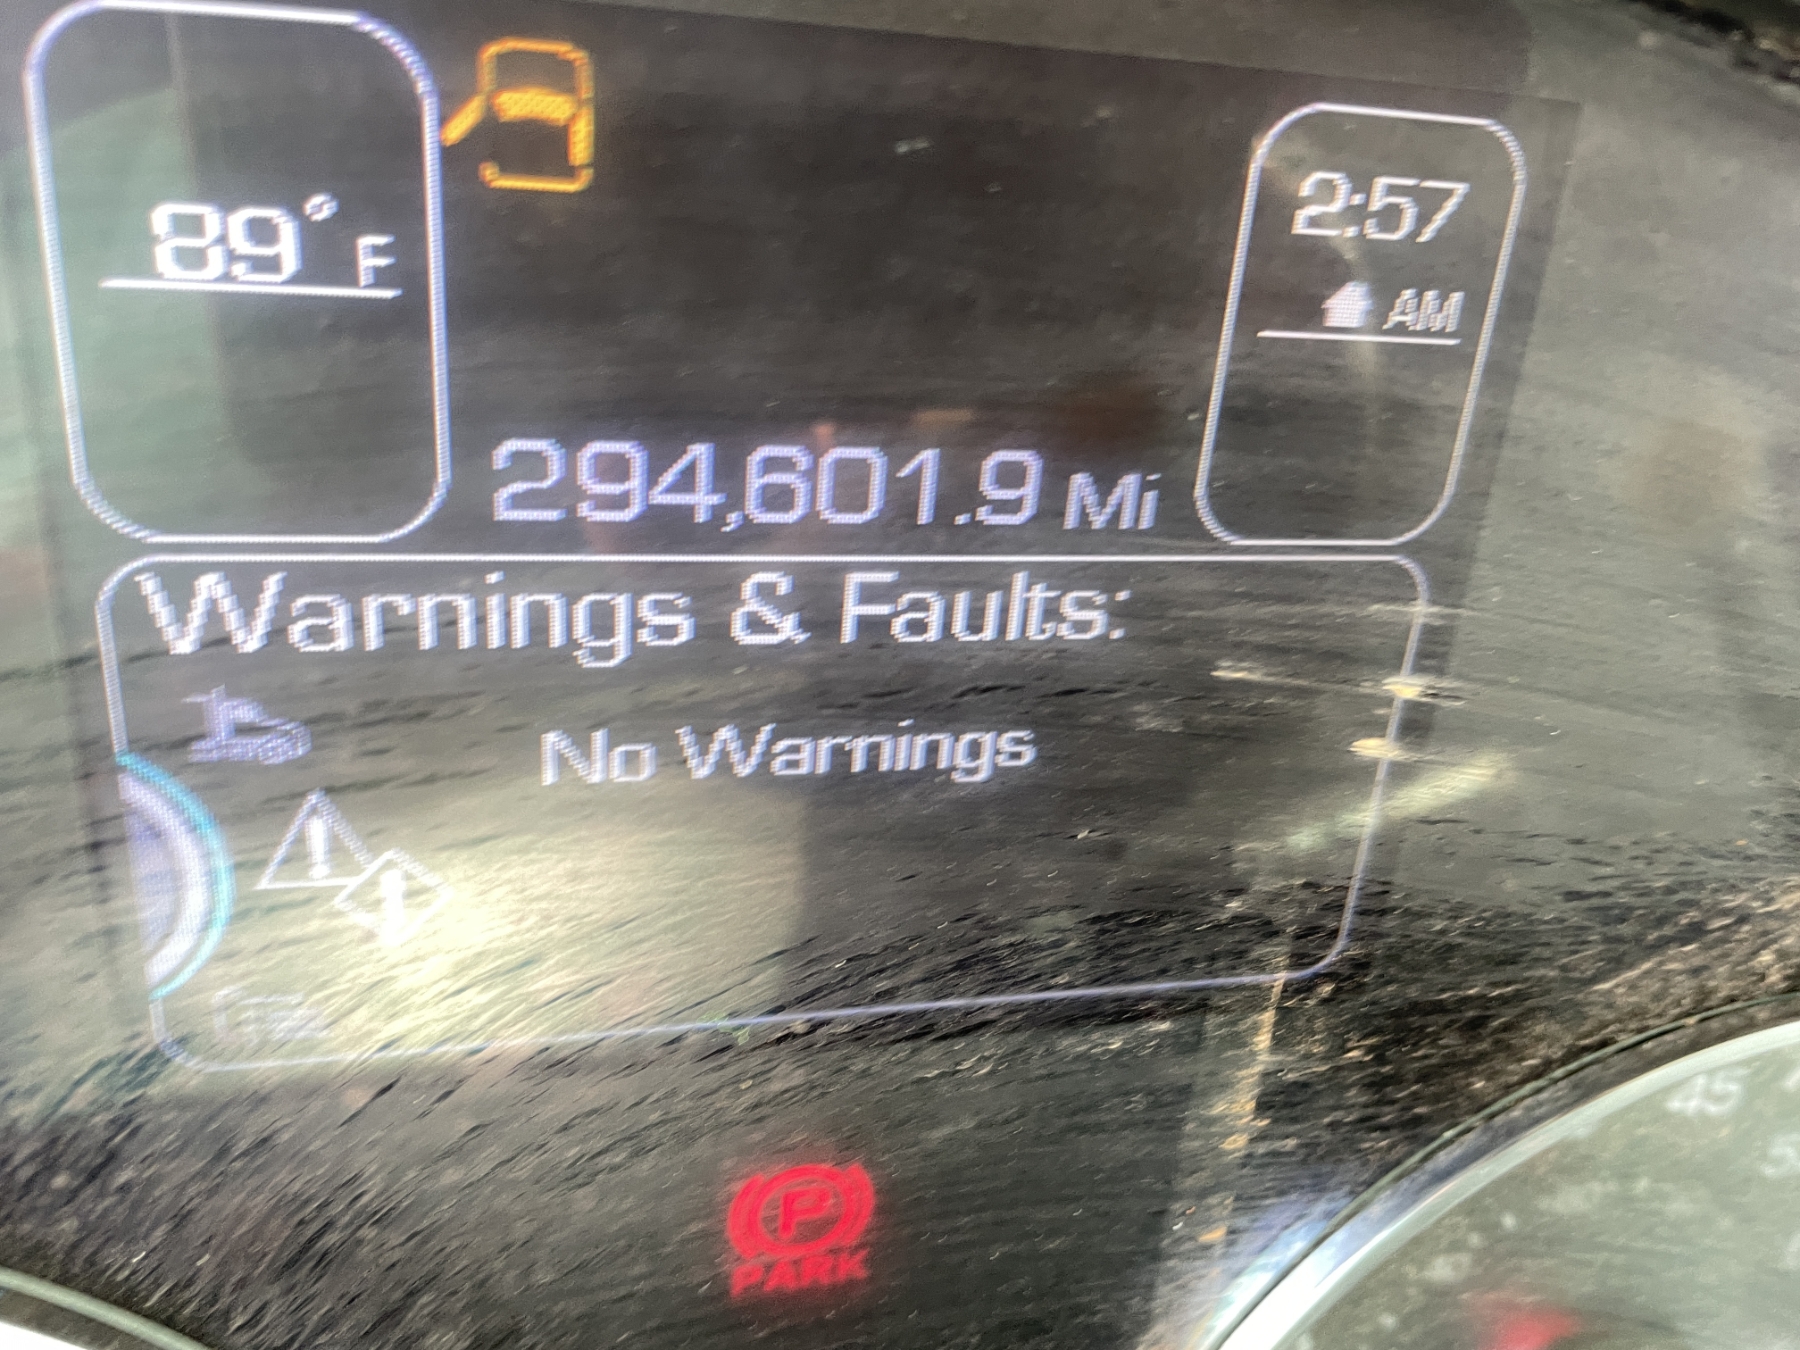 89°F
2:57
AM
294,601.9 Mi
Warnings & Faults:
No Warnings
P
PARK
45